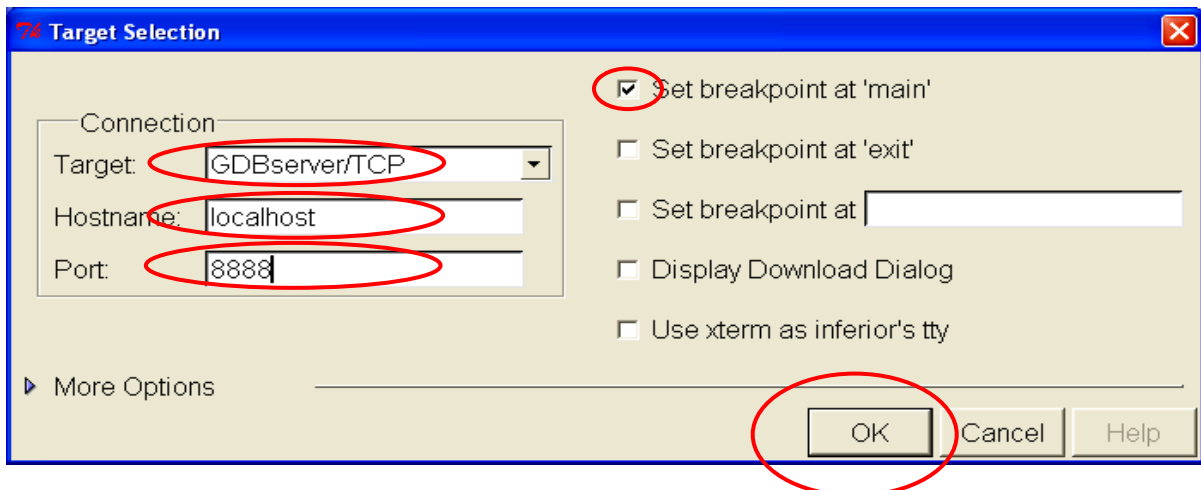 Target Selection
Connection
Target: GDBserver/TCP
Hostname: localhost
Port: 8888
Set breakpoint at 'main'
Set breakpoint at 'exit'
Set breakpoint at
Display Download Dialog
Use xterm as inferior's tty
More Options
OK Cancel Help